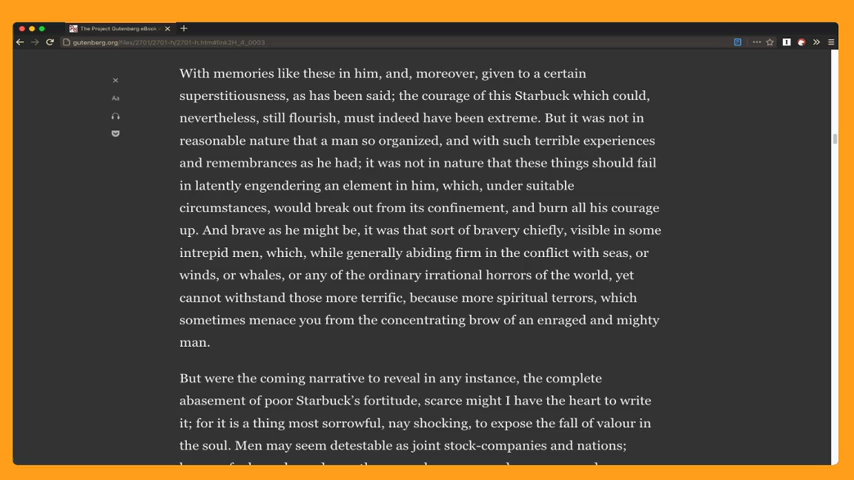 The Project Gutenberg eBook
gutenberg.org/files/2701/2701-h/2701-h.htm#link2H_4_0003
Aa
With memories like these in him, and, moreover, given to a certain
superstitiousness, as has been said; the courage of this Starbuck which could,
nevertheless, still flourish, must indeed have been extreme. But it was not in
reasonable nature that a man so organized, and with such terrible experiences
and remembrances as he had; it was not in nature that these things should fail
in latently engendering an element in him, which, under suitable
circumstances, would break out from its confinement, and burn all his courage
up. And brave as he might be, it was that sort of bravery chiefly, visible in some
intrepid men, which, while generally abiding firm in the conflict with seas, or
winds, or whales, or any of the ordinary irrational horrors of the world, yet
cannot withstand those more terrific, because more spiritual terrors, which
sometimes menace you from the concentrating brow of an enraged and mighty
man.
But were the coming narrative to reveal in any instance, the complete
abasement of poor Starbuck’s fortitude, scarce might I have the heart to write
it; for it is a thing most sorrowful, nay shocking, to expose the fall of valour in
the soul. Men may seem detestable as joint stock-companies and nations;